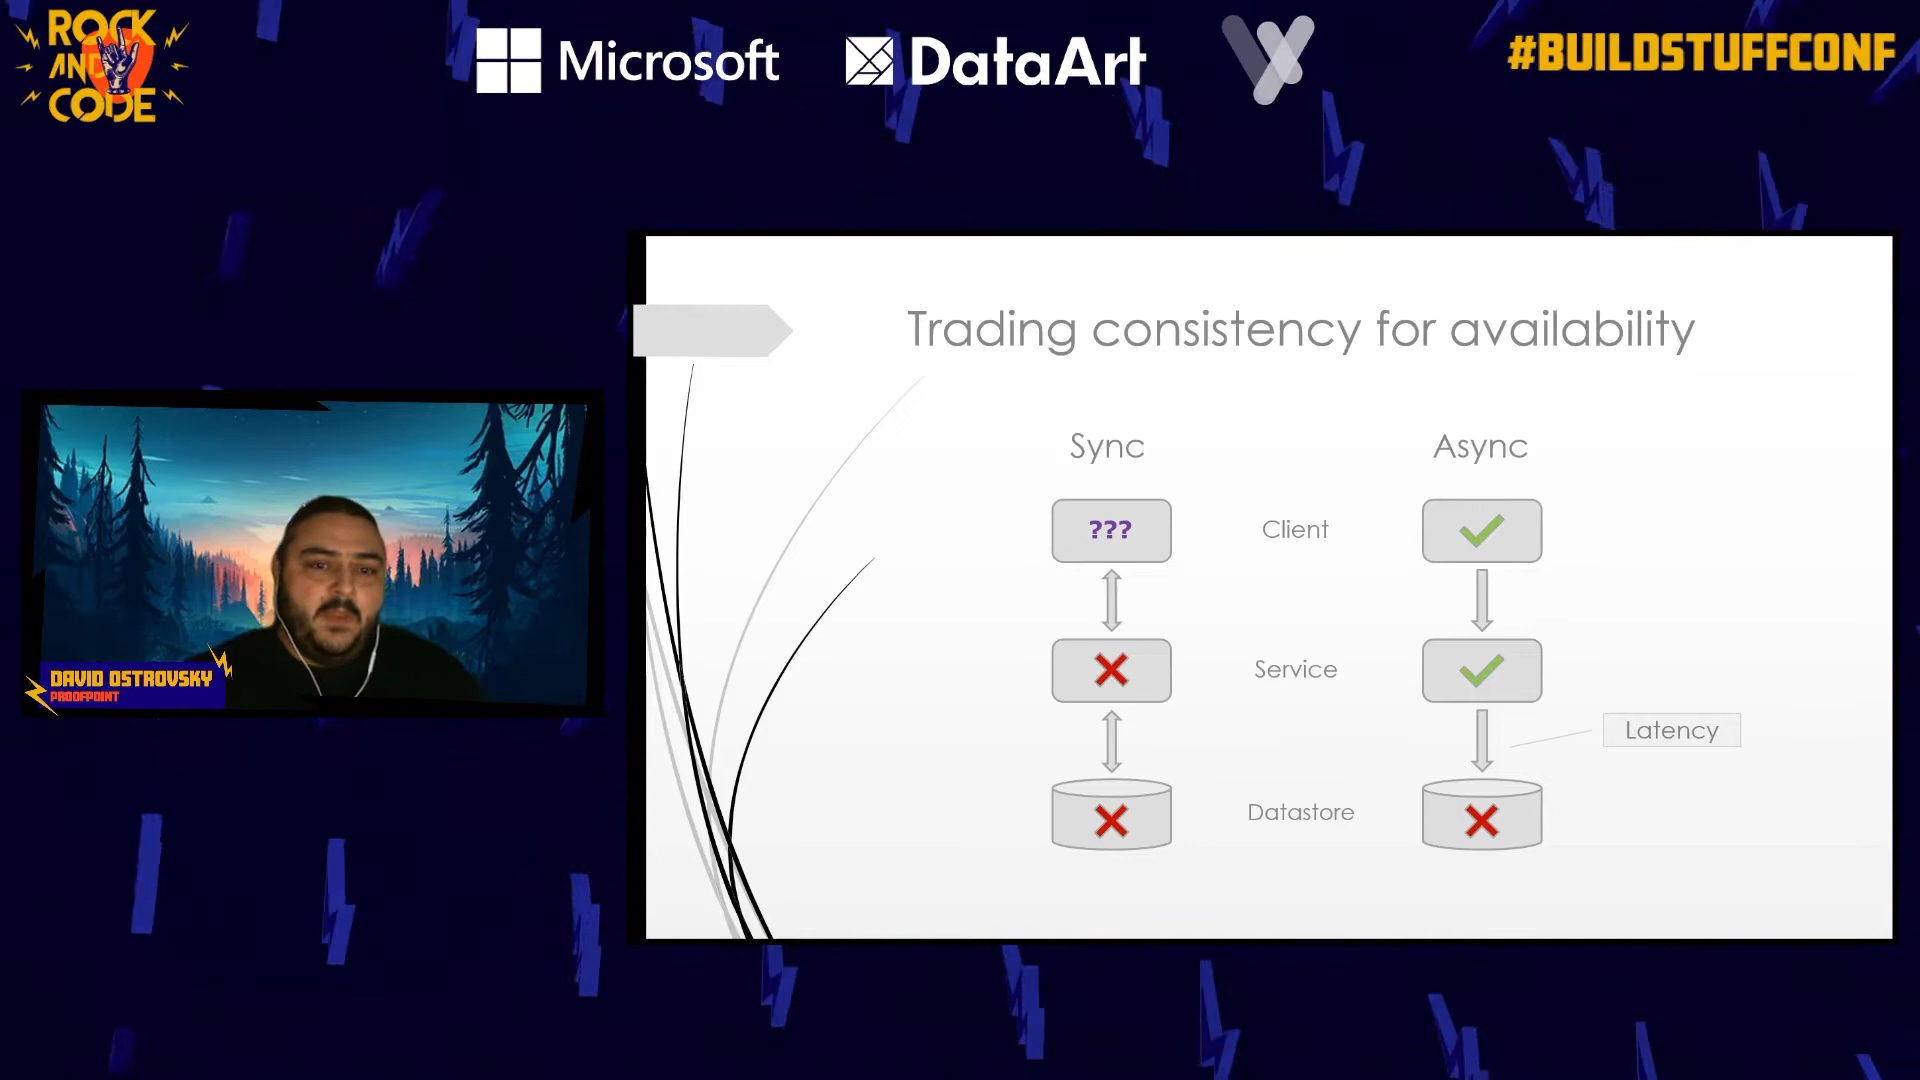 ROCK
AND
CODE
Microsoft
DataArt
#BUILDSTUFFCONF
Trading consistency for availability
Sync
Async
???
Client
Service
Latency
Datastore
DAVID OSTROVSKY
PROOFPOINT